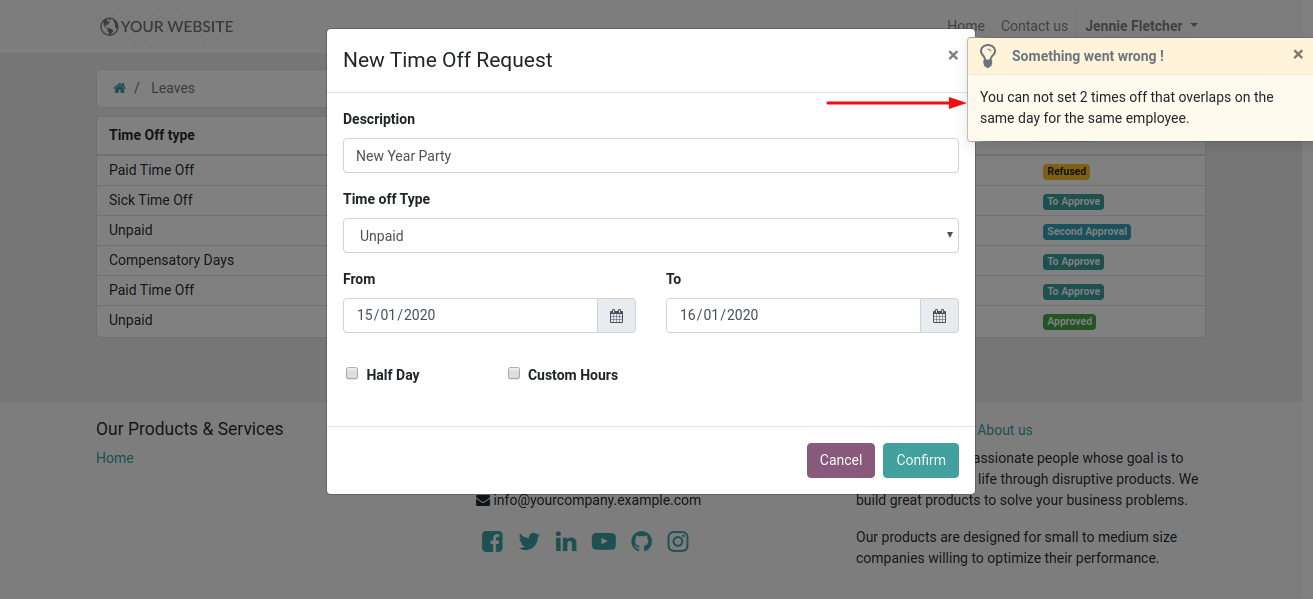 YOUR WEBSITE
Home Contact us Jennie Fletcher
New Time Off Request
×
Something went wrong !
×
You can not set 2 times off that overlaps on the
same day for the same employee.
/ Leaves
Time Off type
Paid Time Off Refused
Sick Time Off To Approve
Unpaid Second Approval
Compensatory Days To Approve
Paid Time Off To Approve
Unpaid Approved
Description
New Year Party
Time off Type
Unpaid
From To
15/01/2020 16/01/2020
Half Day Custom Hours
Cancel Confirm
Our Products & Services
Home
info@yourcompany.example.com
About us
people whose goal is to
life through disruptive products. We
build great products to solve your business problems.
Our products are designed for small to medium size
companies willing to optimize their performance.